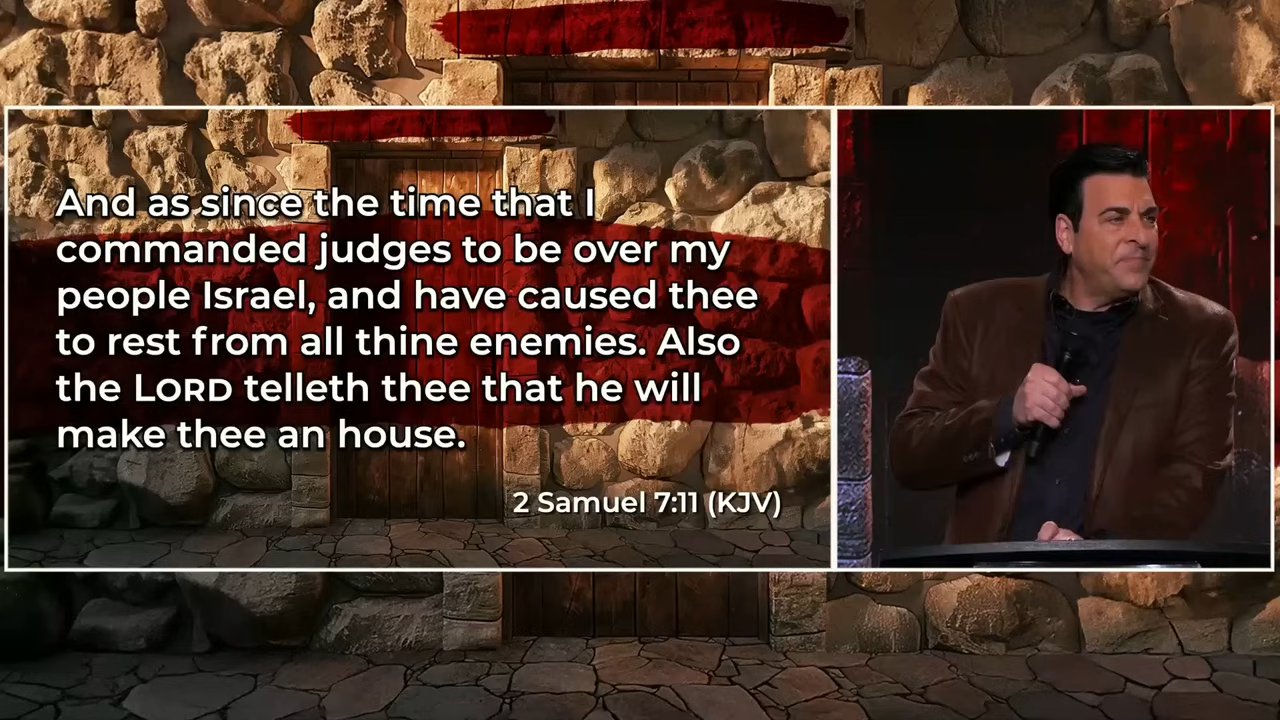 And as since the time that I
commanded judges to be over my
people Israel, and have caused thee
to rest from all thine enemies. Also
the LORD telleth thee that he will
make thee an house.
2 Samuel 7:11 (KJV)